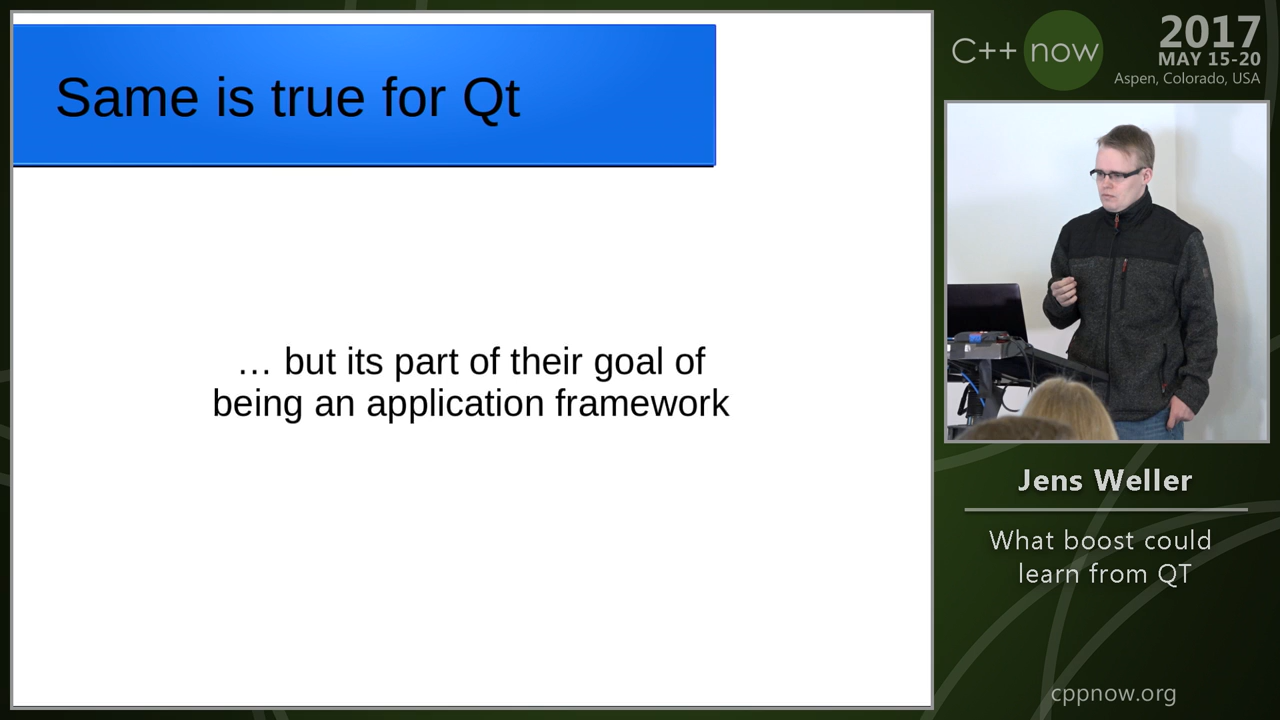 Same is true for Qt
… but its part of their goal of
being an application framework
C++ now
2017
MAY 15-20
Aspen, Colorado, USA
Jens Weller
What boost could
learn from QT
cppnow.org